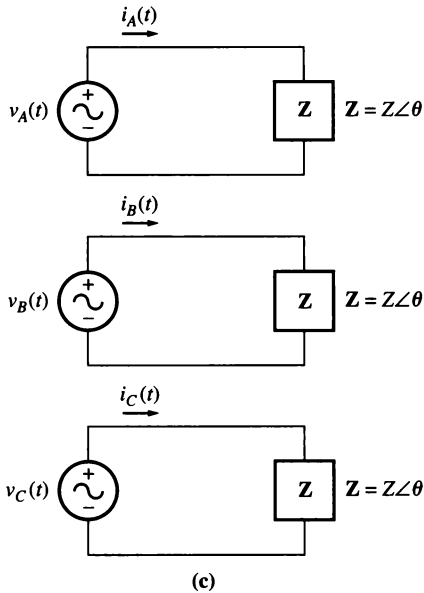 i_A(t)
v_A(t) + − Z Z = Z∠θ
i_B(t)
v_B(t) + − Z Z = Z∠θ
i_C(t)
v_C(t) + − Z Z = Z∠θ
(c)